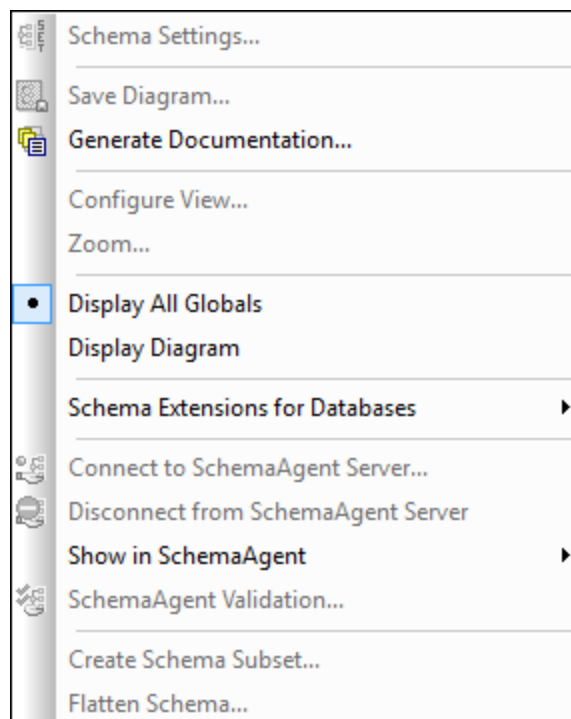 Schema Settings...
Save Diagram...
Generate Documentation...
Configure View...
Zoom...
Display All Globals
Display Diagram
Schema Extensions for Databases
Connect to SchemaAgent Server...
Disconnect from SchemaAgent Server
Show in SchemaAgent
SchemaAgent Validation...
Create Schema Subset...
Flatten Schema...